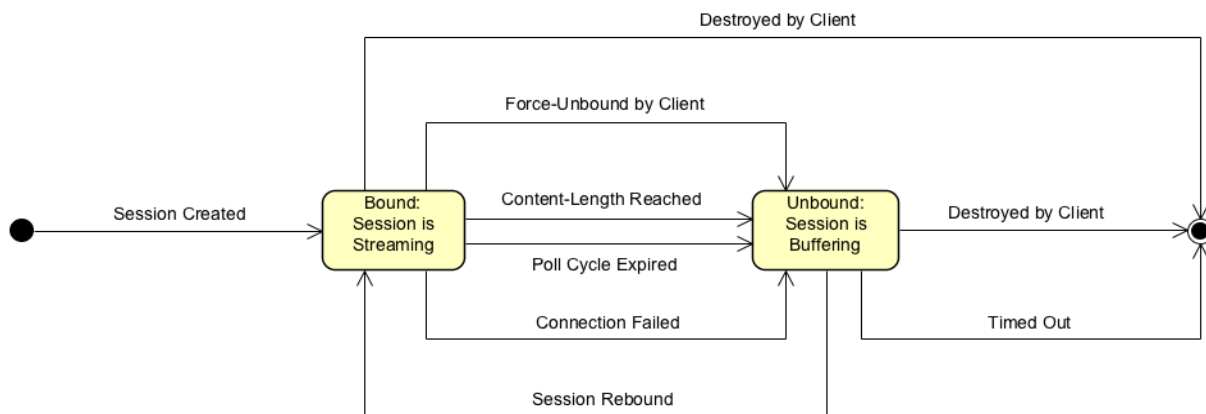 Destroyed by Client
Force-Unbound by Client
Session Created
Bound:
Session is
Streaming
Content-Length Reached
Poll Cycle Expired
Unbound:
Session is
Buffering
Destroyed by Client
Connection Failed
Timed Out
Session Rebound